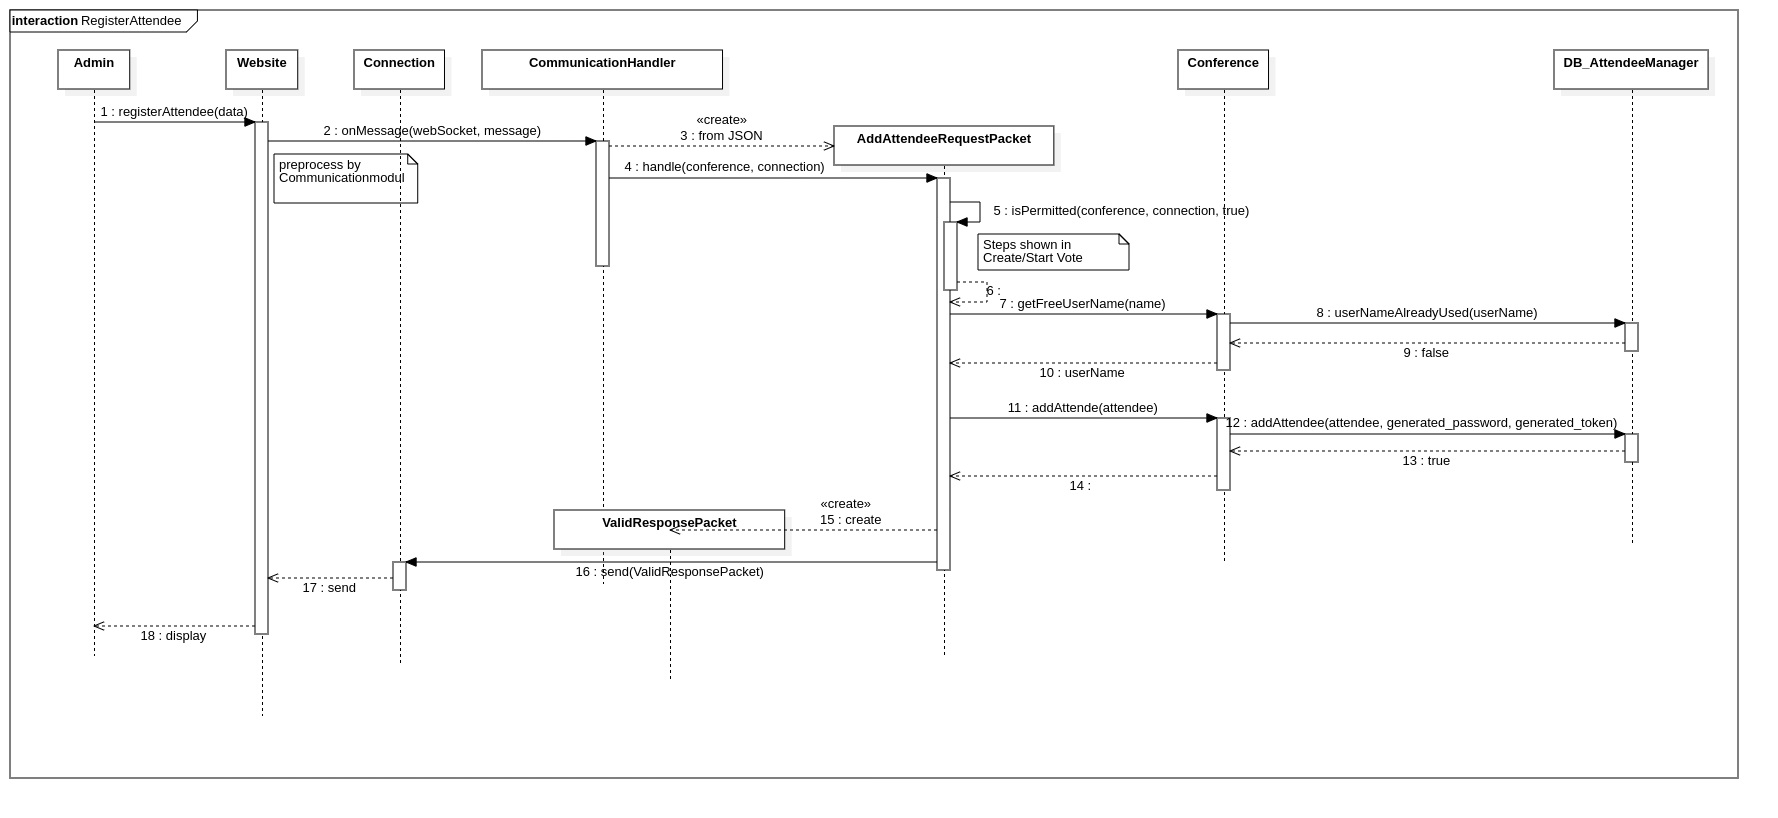 interaction RegisterAttendee
Admin
Website
Connection
CommunicationHandler
Conference
DB_AttendeeManager
1 : registerAttendee(data)
2 : onMessage(webSocket, message)
«create»
3 : from JSON
AddAttendeeRequestPacket
preprocess by
Communicationmodul
4 : handle(conference, connection)
5 : isPermitted(conference, connection, true)
Steps shown in
Create/Start Vote
6 :
7 : getFreeUserName(name)
8 : userNameAlreadyUsed(userName)
9 : false
10 : userName
11 : addAttende(attendee)
12 : addAttendee(attendee, generated_password, generated_token)
13 : true
14 :
«create»
15 : create
ValidResponsePacket
16 : send(ValidResponsePacket)
17 : send
18 : display